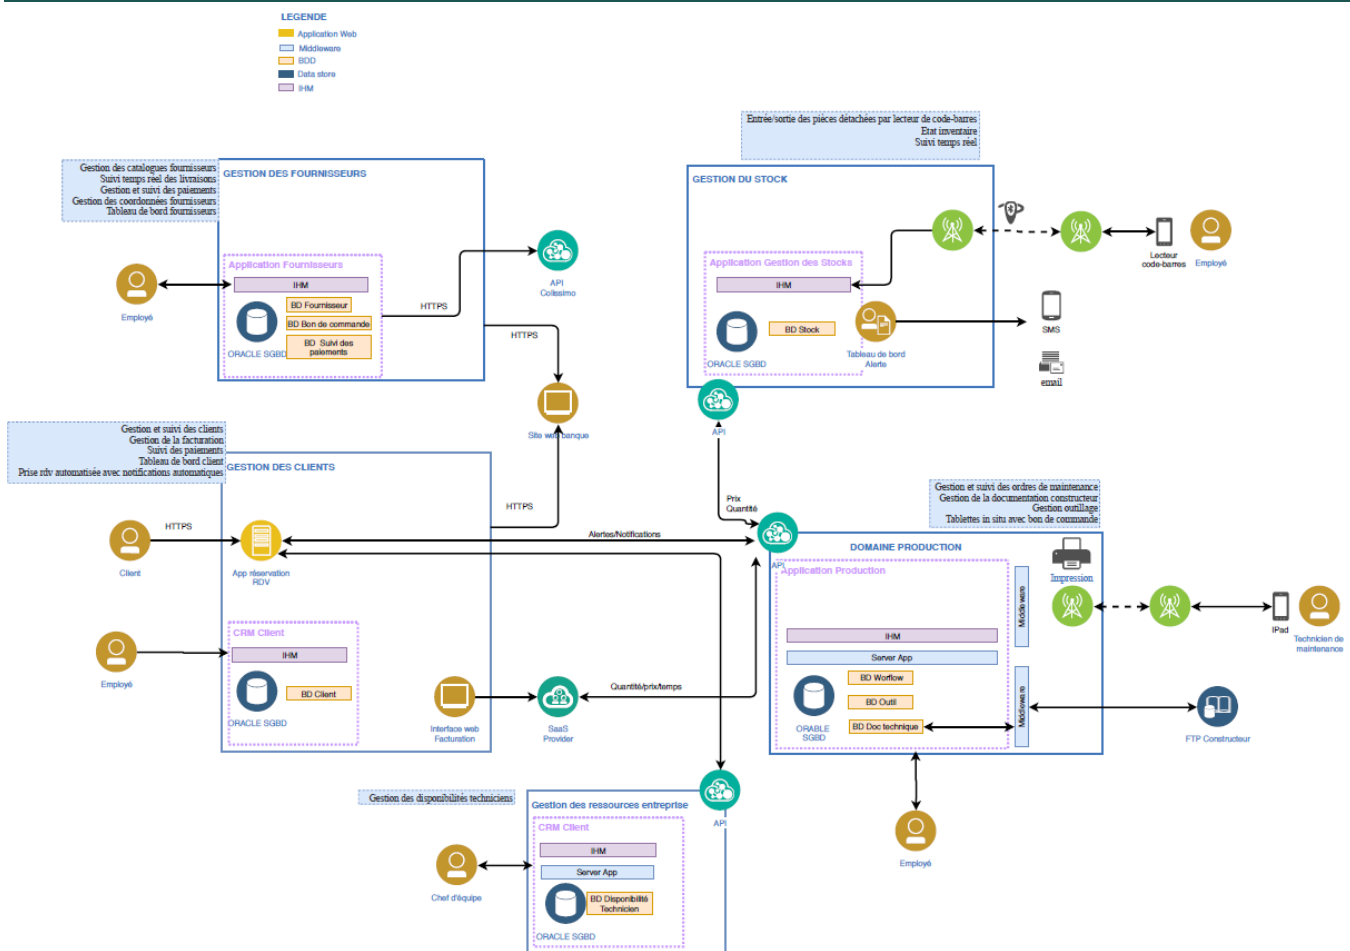 LEGENDE
Application Web
Middleware
BDD
Data store
IHM
Gestion des catalogues fournisseurs
Suivi temps réel des livraisons
Gestion et suivi des paiements
Gestion des coordonnées fournisseurs
Tableau de bord fournisseurs
GESTION DES FOURNISSEURS
Application Fournisseurs
IHM
BD Fournisseur
BD Bon de commande
BD Suivi des
paiements
ORACLE SGBD
Employé
HTTPS
API
Colissimo
HTTPS
Site web banque
Entrée/sortie des pièces détachées par lecteur de code-barres
Etat inventaire
Suivi temps réel
GESTION DU STOCK
Application Gestion des Stocks
IHM
BD Stock
ORACLE SGBD
Tableau de bord
Alerte
Lecteur
code-barres
Employé
SMS
email
API
Prix
Quantité
Gestion et suivi des clients
Gestion de la facturation
Suivi des paiements
Tableau de bord client
Prise rdv automatisée avec notifications automatiques
GESTION DES CLIENTS
HTTPS
HTTPS
Client
App réservation
RDV
Alertes/Notifications
CRM Client
IHM
BD Client
ORACLE SGBD
Employé
Interface web
Facturation
SaaS
Provider
Quantité/prix/temps
Gestion et suivi des ordres de maintenance
Gestion de la documentation constructeur
Gestion outillage
Tablettes in situ avec bon de commande
DOMAINE PRODUCTION
API
Application Production
Impression
Middleware
IHM
Server App
BD Worflow
BD Outil
BD Doc technique
ORABLE
SGBD
Middleware
IPad
Technicien de
maintenance
FTP Constructeur
Employé
Gestion des disponibilités techniciens
Gestion des ressources entreprise
API
CRM Client
IHM
Server App
BD Disponibilité
Technicien
ORACLE SGBD
Chef d'équipe